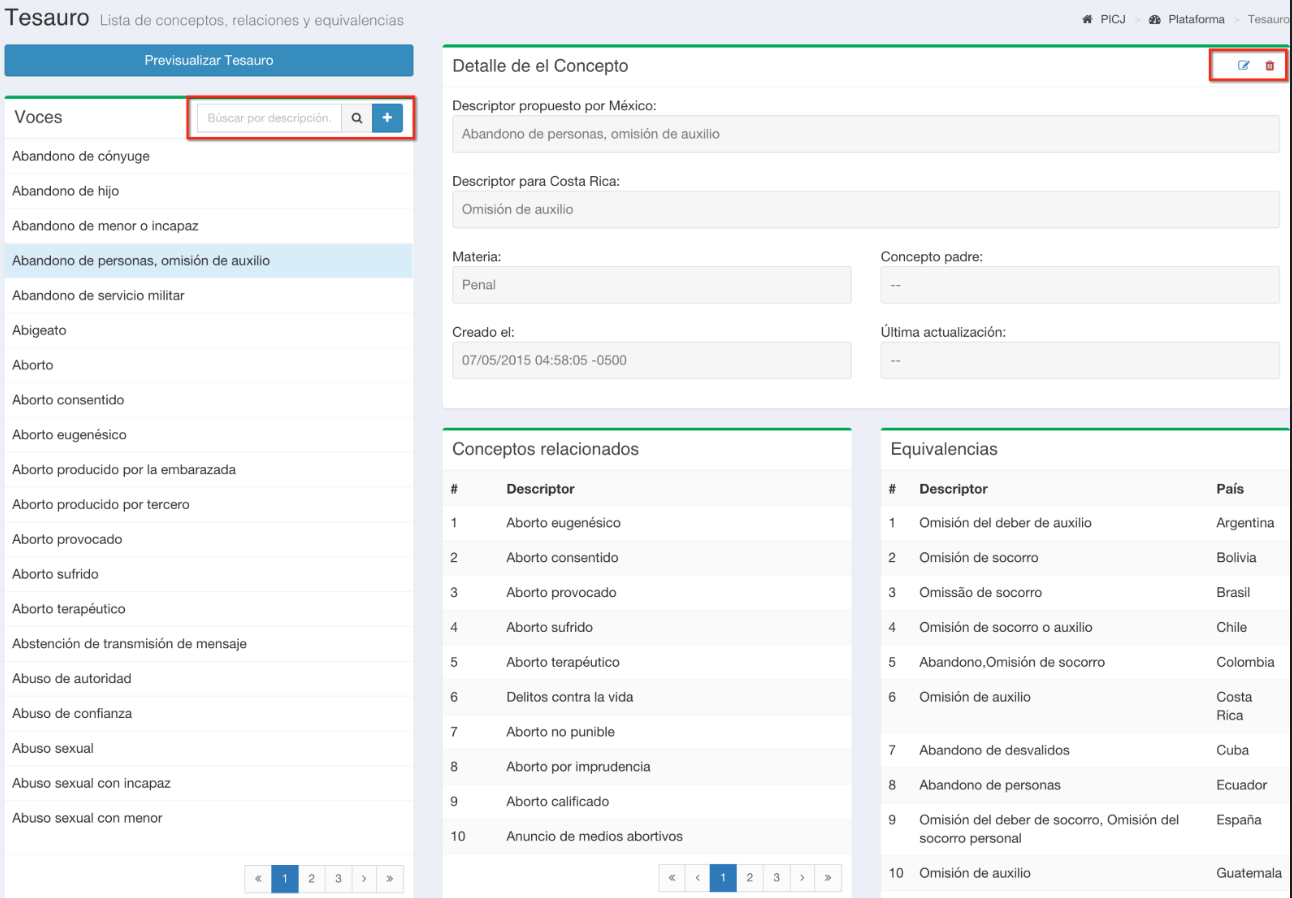 Tesauro Lista de conceptos, relaciones y equivalencias
PICJ > Plataforma > Tesauro
Previsualizar Tesauro
Voces
Búscar por descripción.
+
Abandono de cónyuge
Abandono de hijo
Abandono de menor o incapaz
Abandono de personas, omisión de auxilio
Abandono de servicio militar
Abigeato
Aborto
Aborto consentido
Aborto eugenésico
Aborto producido por la embarazada
Aborto producido por tercero
Aborto provocado
Aborto sufrido
Aborto terapéutico
Abstención de transmisión de mensaje
Abuso de autoridad
Abuso de confianza
Abuso sexual
Abuso sexual con incapaz
Abuso sexual con menor
« 1 2 3 > »
Detalle de el Concepto
Descriptor propuesto por México:
Abandono de personas, omisión de auxilio
Descriptor para Costa Rica:
Omisión de auxilio
Materia:
Penal
Concepto padre:
--
Creado el:
07/05/2015 04:58:05 -0500
Última actualización:
--
Conceptos relacionados
# Descriptor
1 Aborto eugenésico
2 Aborto consentido
3 Aborto provocado
4 Aborto sufrido
5 Aborto terapéutico
6 Delitos contra la vida
7 Aborto no punible
8 Aborto por imprudencia
9 Aborto calificado
10 Anuncio de medios abortivos
« < 1 2 3 > »
Equivalencias
# Descriptor País
1 Omisión del deber de auxilio Argentina
2 Omisión de socorro Bolivia
3 Omissão de socorro Brasil
4 Omisión de socorro o auxilio Chile
5 Abandono,Omisión de socorro Colombia
6 Omisión de auxilio Costa
Rica
7 Abandono de desvalidos Cuba
8 Abandono de personas Ecuador
9 Omisión del deber de socorro, Omisión del España
socorro personal
10 Omisión de auxilio Guatemala